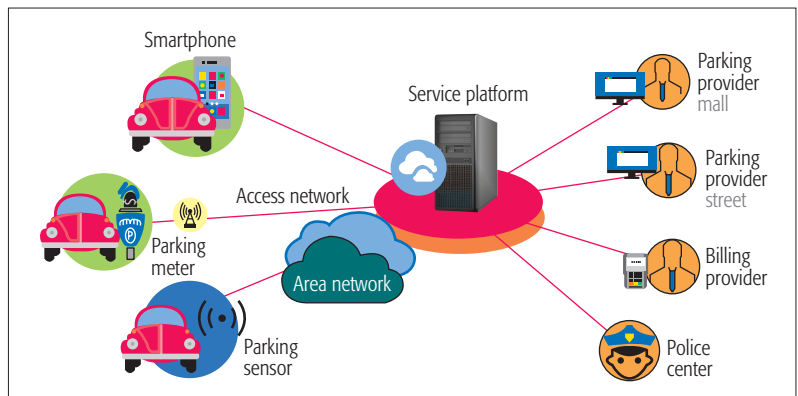 Smartphone
Service platform
Parking
provider
mall
Access network
Parking
provider
street
P
Parking
meter
Area network
Billing
provider
Parking
sensor
Police
center